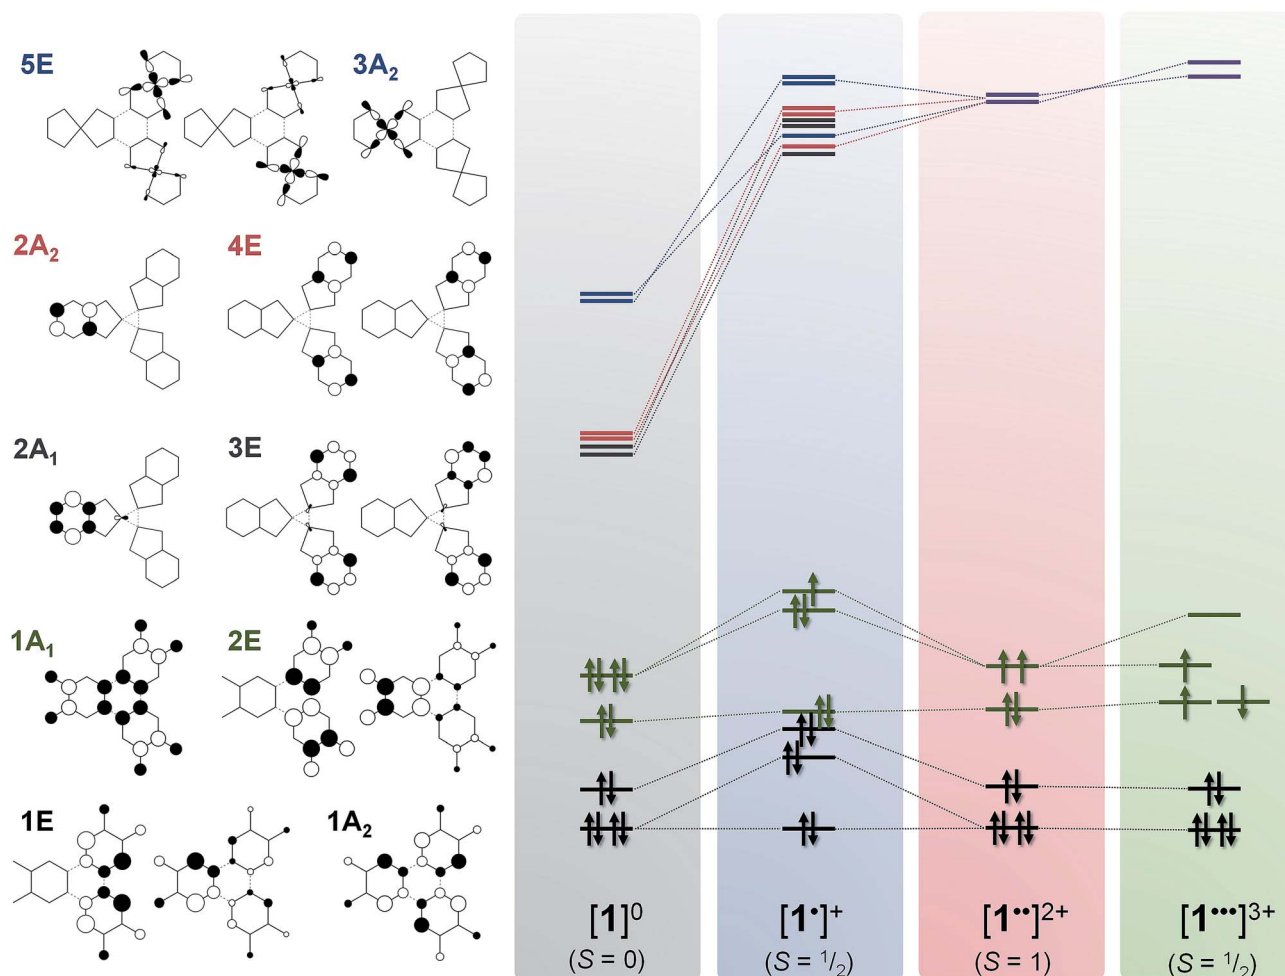 5E
3A₂
2A₂
4E
2A₁
3E
1A₁
2E
1E
1A₂
[1]⁰
(S = 0)
[1•]⁺
(S = ¹/₂)
[1••]²⁺
(S = 1)
[1•••]³⁺
(S = ¹/₂)